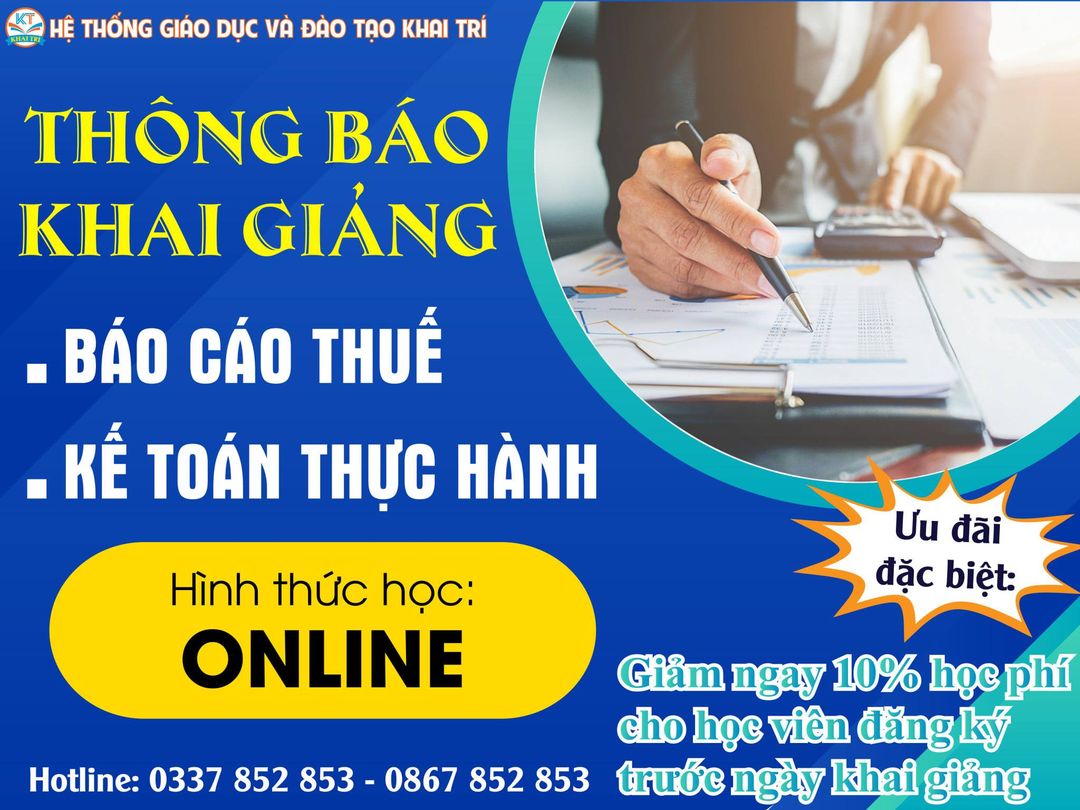 KT
KHAI TRÍ
HỆ THỐNG GIÁO DỤC VÀ ĐÀO TẠO KHAI TRÍ
THÔNG BÁO
KHAI GIẢNG
. BÁO CÁO THUẾ
. KẾ TOÁN THỰC HÀNH
Hình thức học:
ONLINE
Ưu đãi
đặc biệt:
Giảm ngay 10% học phí
cho học viên đăng ký
trước ngày khai giảng
Hotline: 0337 852 853 - 0867 852 853